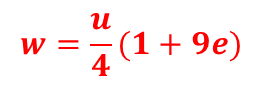 w = u/4 (1 + 9e)